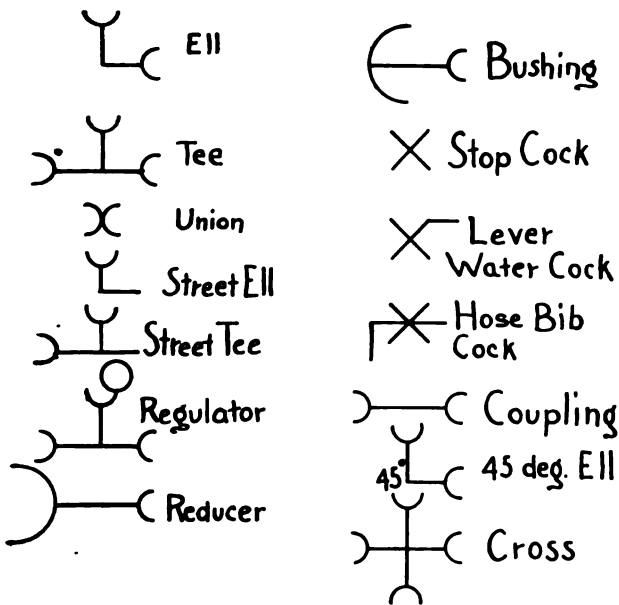 Ell
Tee
Union
Street Ell
Street Tee
Regulator
Reducer
Bushing
Stop Cock
Lever
Water Cock
Hose Bib
Cock
Coupling
45° 45 deg. Ell
Cross